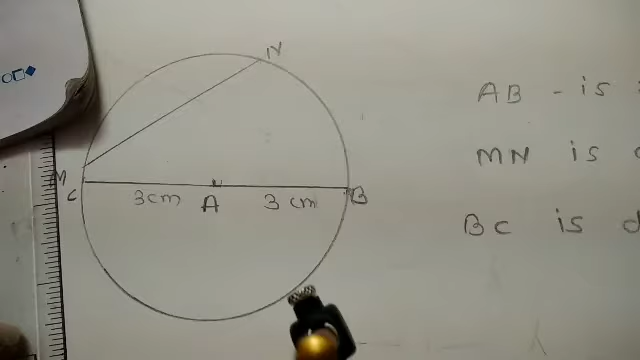 N
M
C
3cm A 3 cm B
AB - is
MN is
BC is